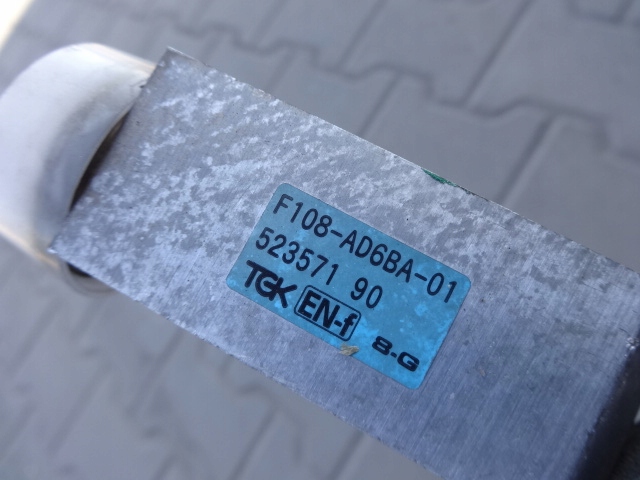 F108-AD6BA-01
523571 90
TGK EN-f 8-G